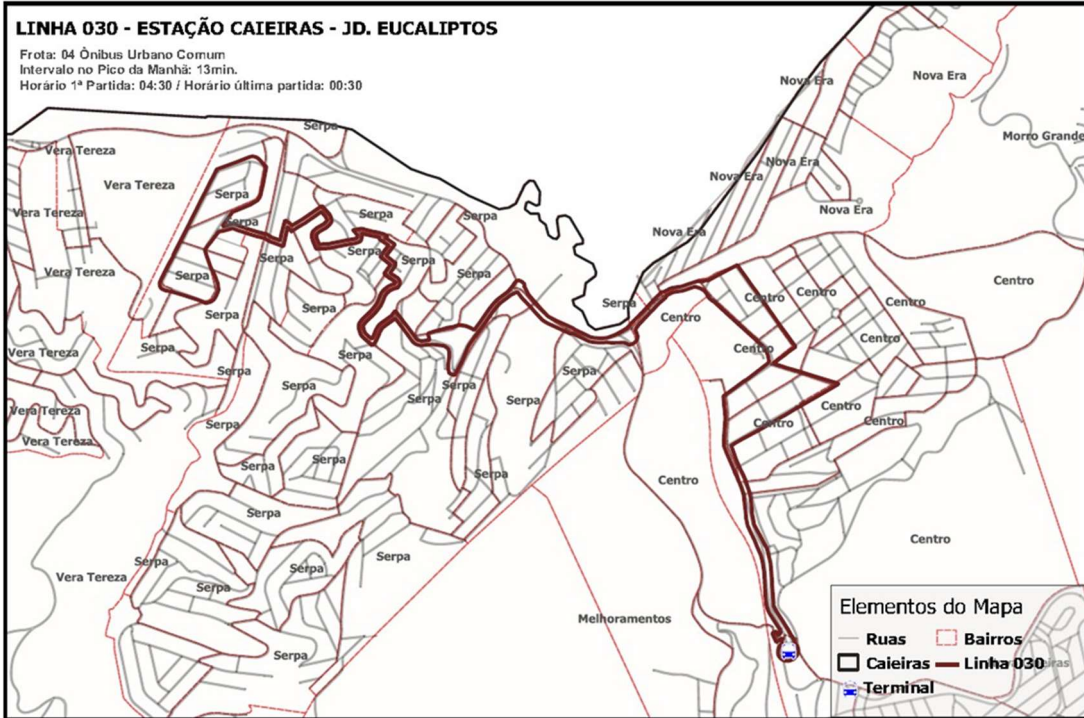 LINHA 030 - ESTAÇÃO CAIEIRAS - JD. EUCALIPTOS
Frota: 04 Ônibus Urbano Comum
Intervalo no Pico da Manhã: 13min.
Horário 1ª Partida: 04:30 / Horário última partida: 00:30
Nova Era
Nova Era
Serpa
Morro Grande
Vera Tereza
Nova Era
Vera Tereza
Nova Era
Serpa
Vera Tereza
Serpa
Serpa
Serpa
Nova Era
Nova Era
Serpa
Serpa
Serpa
Vera Tereza
Serpa
Serpa
Centro
Centro
Centro
Serpa
Serpa
Serpa
Centro
Centro
Centro
Vera Tereza
Serpa
Serpa
Centro
Serpa
Serpa
Serpa
Serpa
Serpa
Serpa
Centro
Vera Tereza
Serpa
Centro
Centro
Vera Tereza
Serpa
Serpa
Serpa
Centro
Serpa
Centro
Serpa
Serpa
Serpa
Vera Tereza
Serpa
Melhoramentos
Serpa
Elementos do Mapa
Ruas
Bairros
Caieiras
Linha 030
Terminal